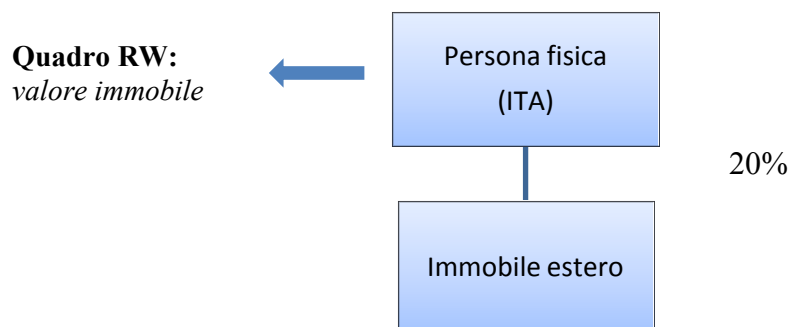 Quadro RW:
valore immobile
Persona fisica
(ITA)
20%
Immobile estero